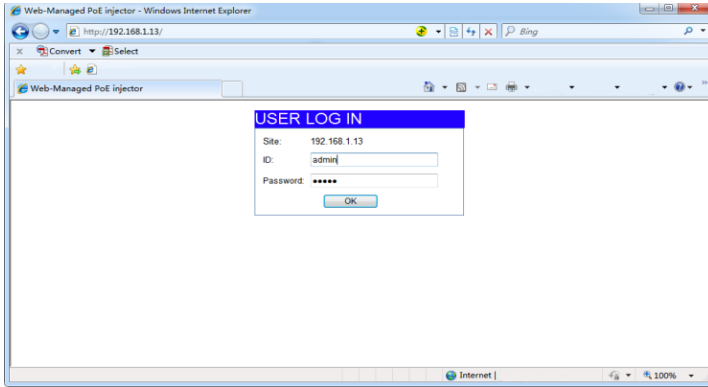 Web-Managed PoE injector - Windows Internet Explorer
http://192.168.1.13/
Bing
x Convert Select
Web-Managed PoE injector
USER LOG IN
Site: 192.168.1.13
ID: admin
Password: •••••
OK
Internet |
100%